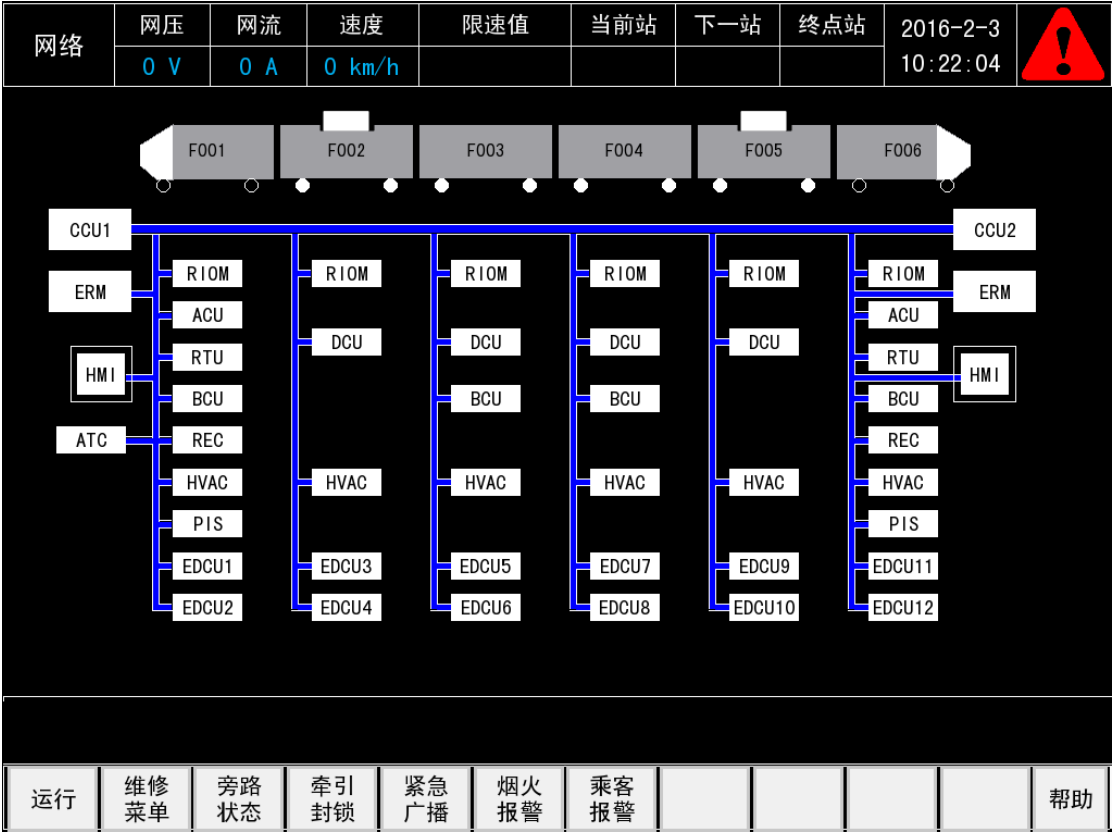 网络 网压 网流 速度 限速值 当前站 下一站 终点站 2016-2-3
0 V 0 A 0 km/h 10:22:04
F001 F002 F003 F004 F005 F006
CCU1 CCU2
RIOM RIOM RIOM RIOM RIOM RIOM
ERM ERM
ACU ACU
DCU DCU DCU DCU
RTU RTU
HMI HMI
BCU BCU BCU BCU
ATC REC REC
HVAC HVAC HVAC HVAC HVAC HVAC
PIS PIS
EDCU1 EDCU3 EDCU5 EDCU7 EDCU9 EDCU11
EDCU2 EDCU4 EDCU6 EDCU8 EDCU10 EDCU12
运行 维修 旁路 牵引 紧急 烟火 乘客 帮助
菜单 状态 封锁 广播 报警 报警